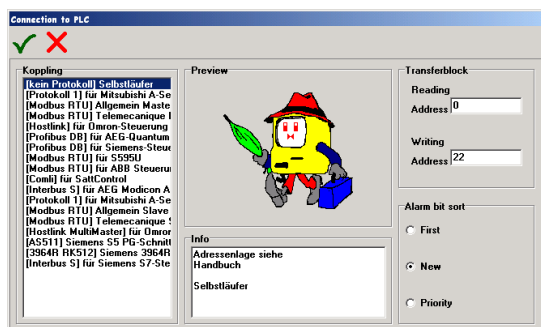 Connection to PLC
Koppling
[kein Protokoll] Selbstläufer
[Protokoll 1] für Mitsubishi A-Se
[Modbus RTU] Allgemein Maste
[Modbus RTU] Telemecanique
[Hostlink] für Omron-Steuerung
[Profibus DB] für AEG-Quantum
[Profibus DB] für Siemens-Steue
[Modbus RTU] für S595U
[Modbus RTU] für ABB Steueru
[Comli] für SattControl
[Interbus S] für AEG Modicon A
[Protokoll 1] für Mitsubishi A-Se
[Modbus RTU] Allgemein Slave
[Modbus RTU] Telemecanique
[Hostlink MultiMaster] für Omror
[AS511] Siemens S5 PG-Schnitt
[3964R RK512] Siemens 3964R
[Interbus S] für Siemens S7-Ste
Preview
Info
Adressenlage siehe
Handbuch
Selbstläufer
Transferblock
Reading
Address 0
Writing
Address 22
Alarm bit sort
First
New
Priority